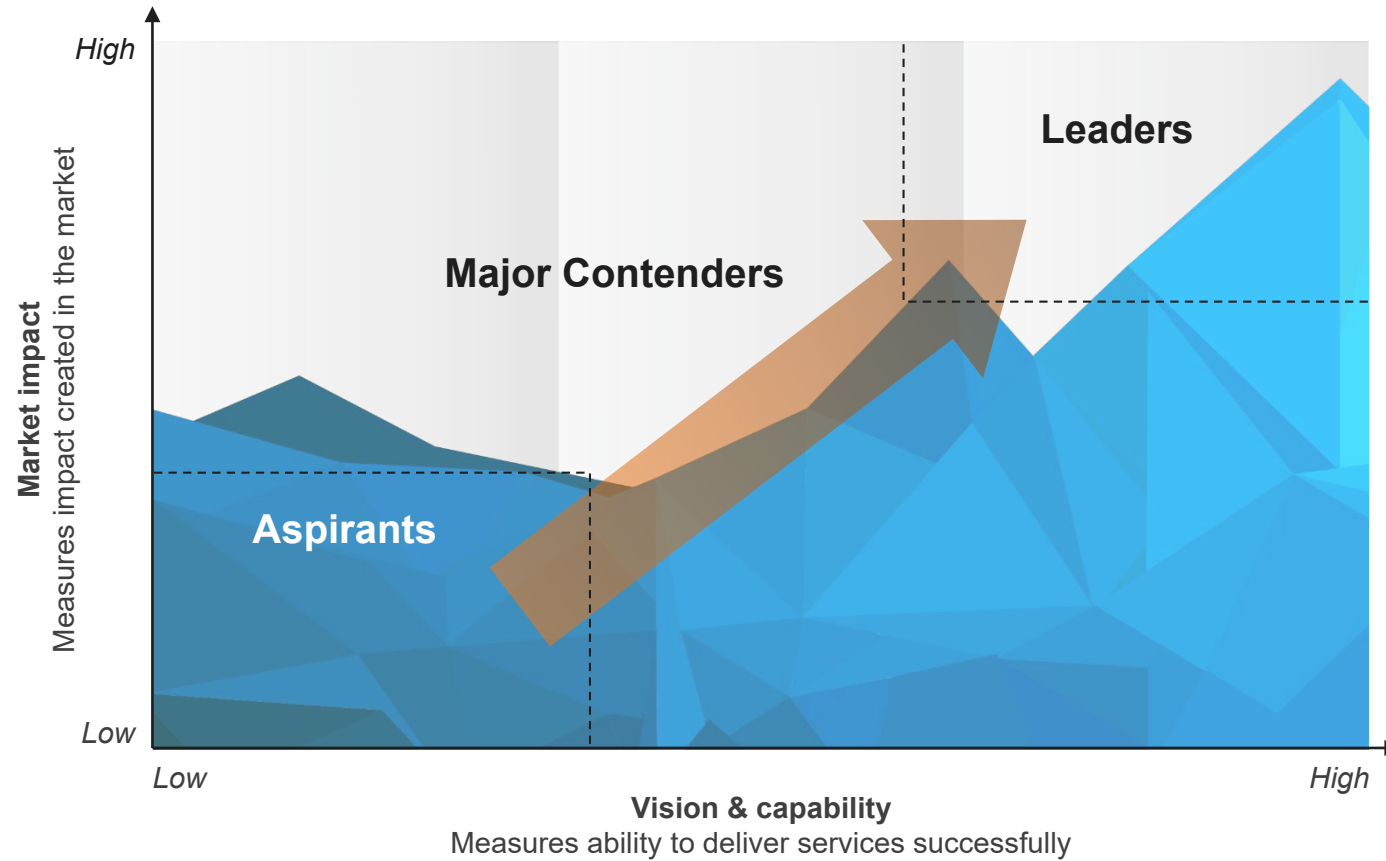 High
Leaders
Major Contenders
Market impact
Measures impact created in the market
Aspirants
Low
Low
High
Vision & capability
Measures ability to deliver services successfully